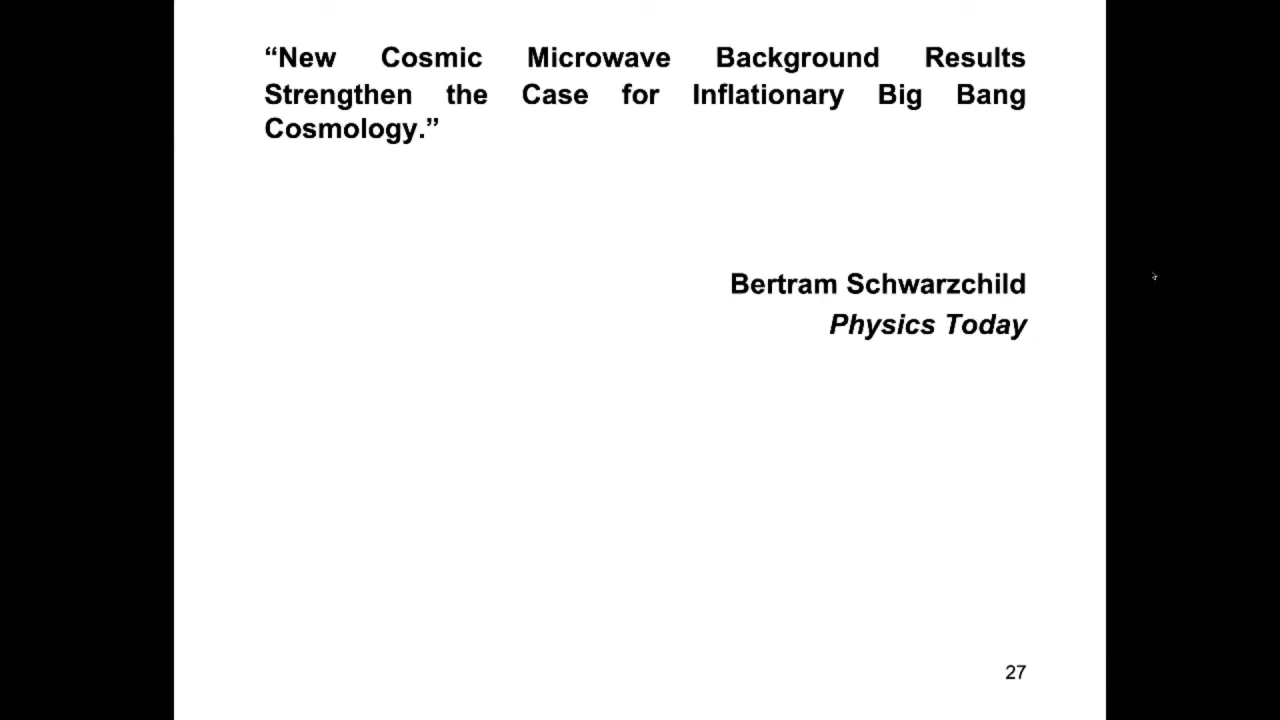 “New Cosmic Microwave Background Results
Strengthen the Case for Inflationary Big Bang
Cosmology.”
Bertram Schwarzchild
Physics Today
27